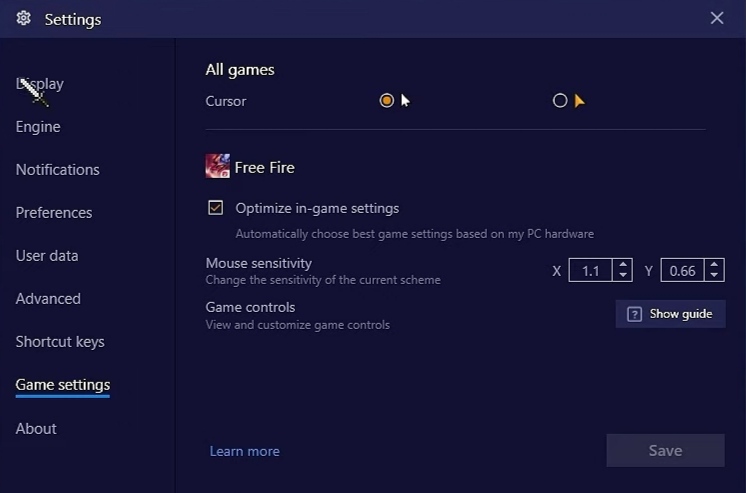 Settings
Display
Engine
Notifications
Preferences
User data
Advanced
Shortcut keys
Game settings
About
All games
Cursor
Free Fire
Optimize in-game settings
Automatically choose best game settings based on my PC hardware
Mouse sensitivity
X 1.1 Y 0.66
Change the sensitivity of the current scheme
Game controls
View and customize game controls
? Show guide
Learn more
Save